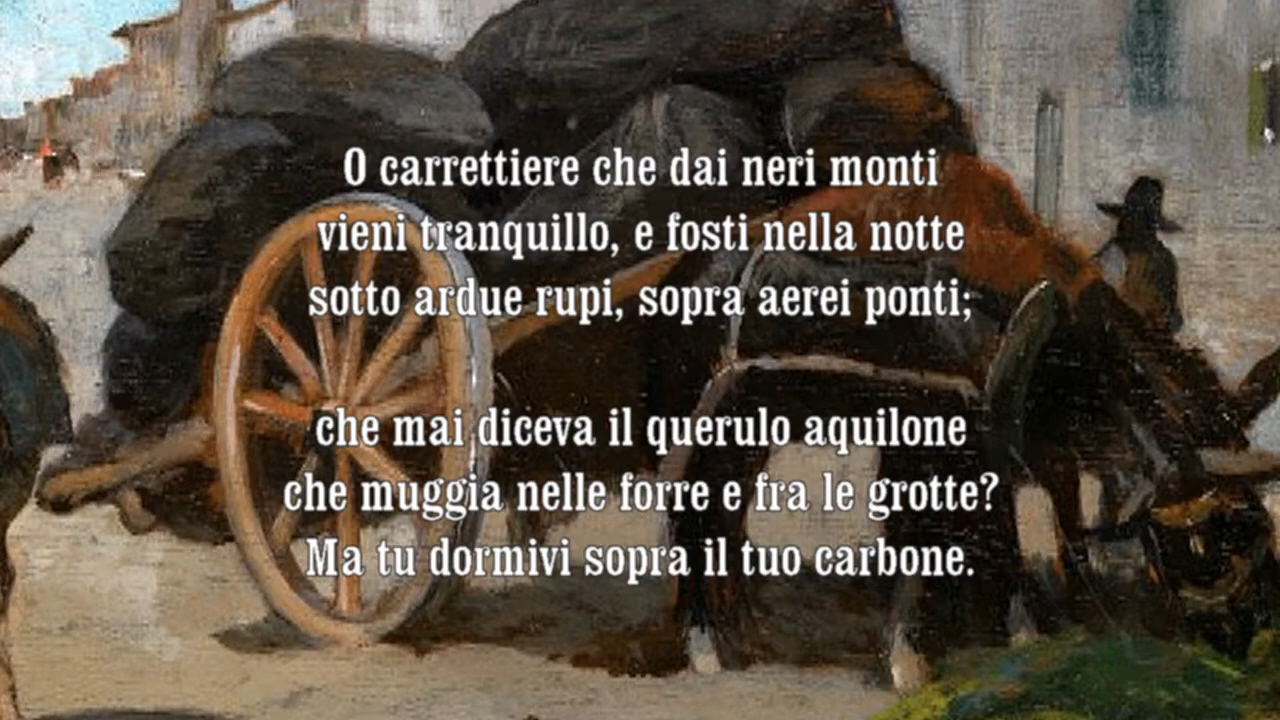 O carrettiere che dai neri monti
vieni tranquillo, e fosti nella notte
sotto ardue rupi, sopra aerei ponti;
che mai diceva il querulo aquilone
che muggia nelle forre e fra le grotte?
Ma tu dormivi sopra il tuo carbone.